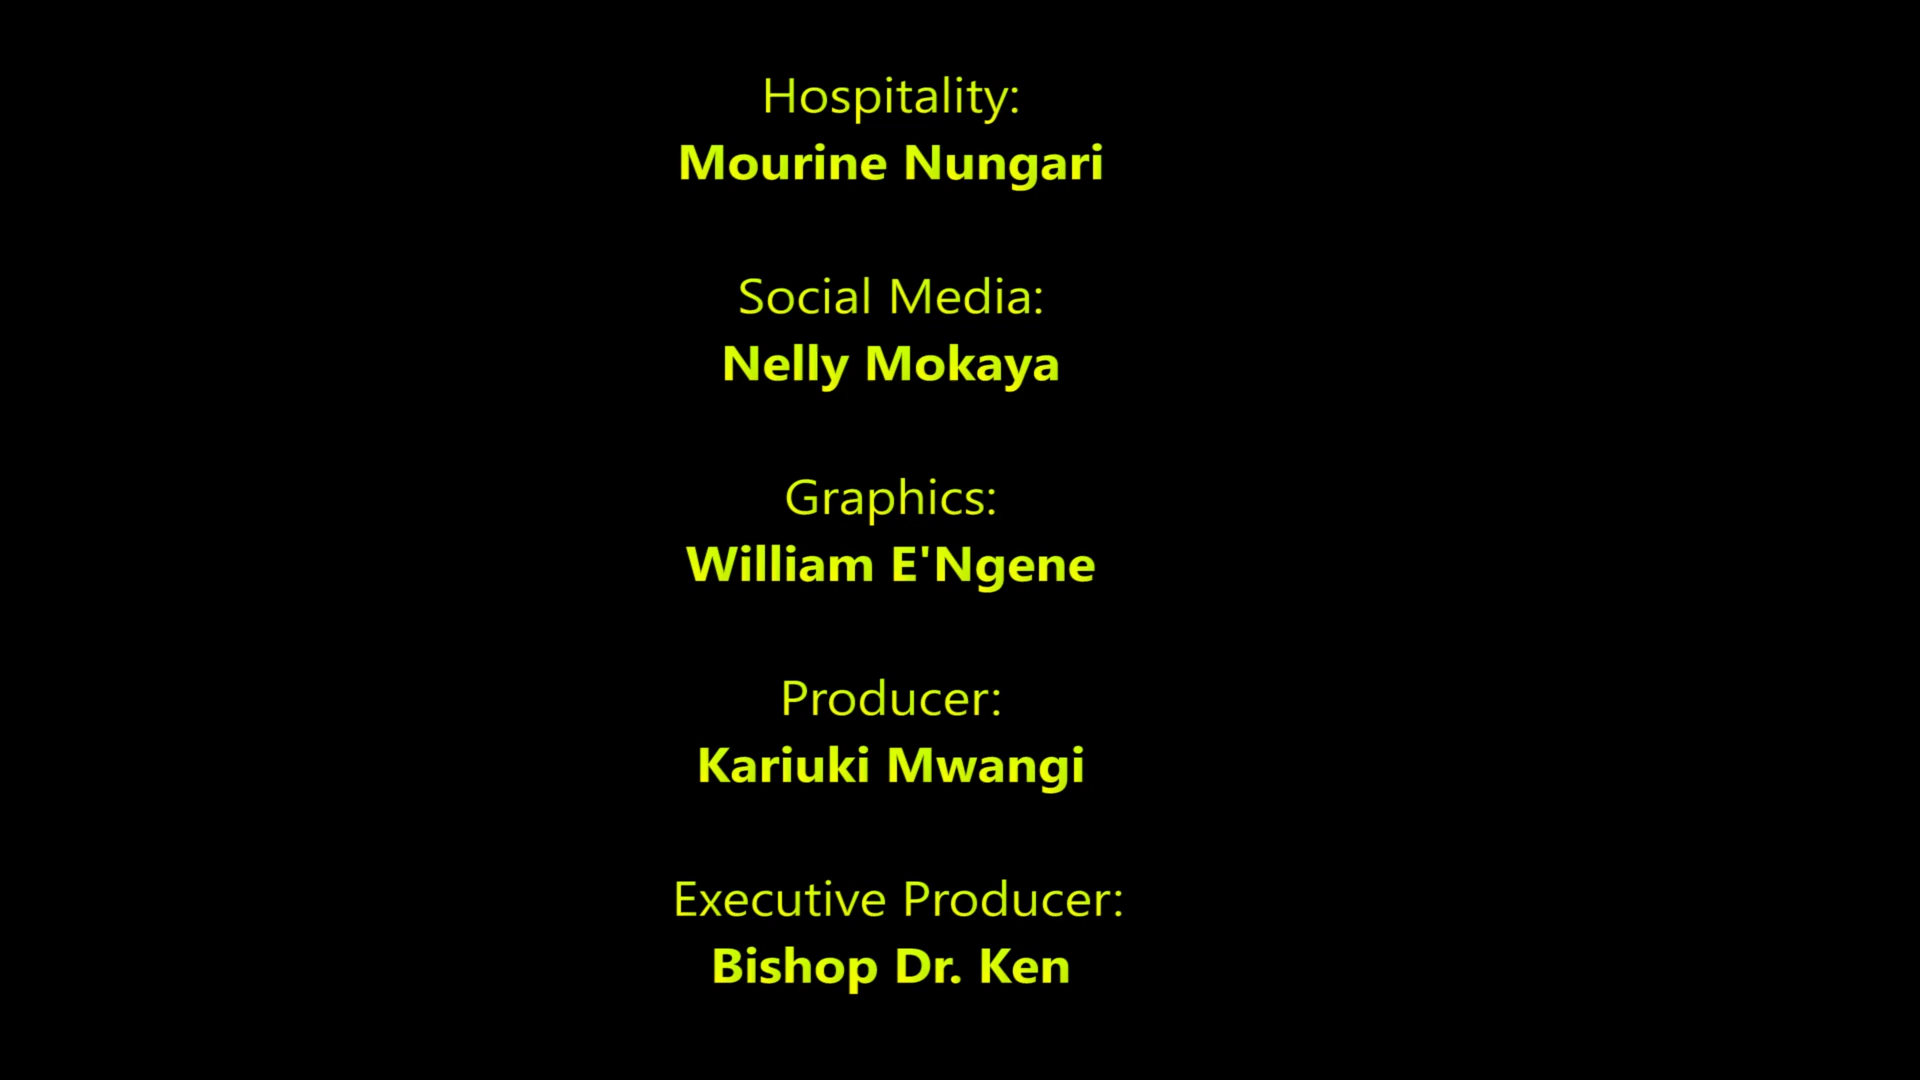 Hospitality:
Mourine Nungari
Social Media:
Nelly Mokaya
Graphics:
William E'Ngene
Producer:
Kariuki Mwangi
Executive Producer:
Bishop Dr. Ken